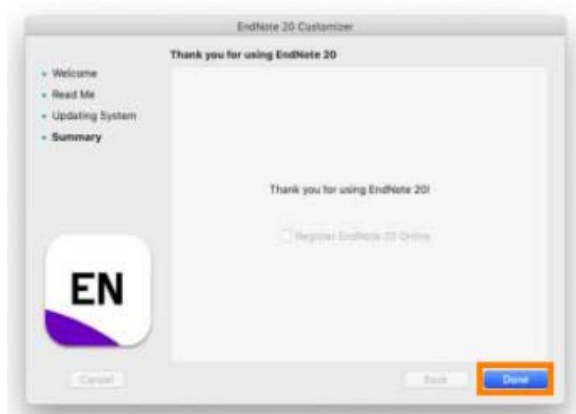 EndNote 20 Customizer
Thank you for using EndNote 20
Welcome
Read Me
Updating System
Summary
Thank you for using EndNote 20!
Register EndNote 20 Online
EN
Cancel
Back
Done